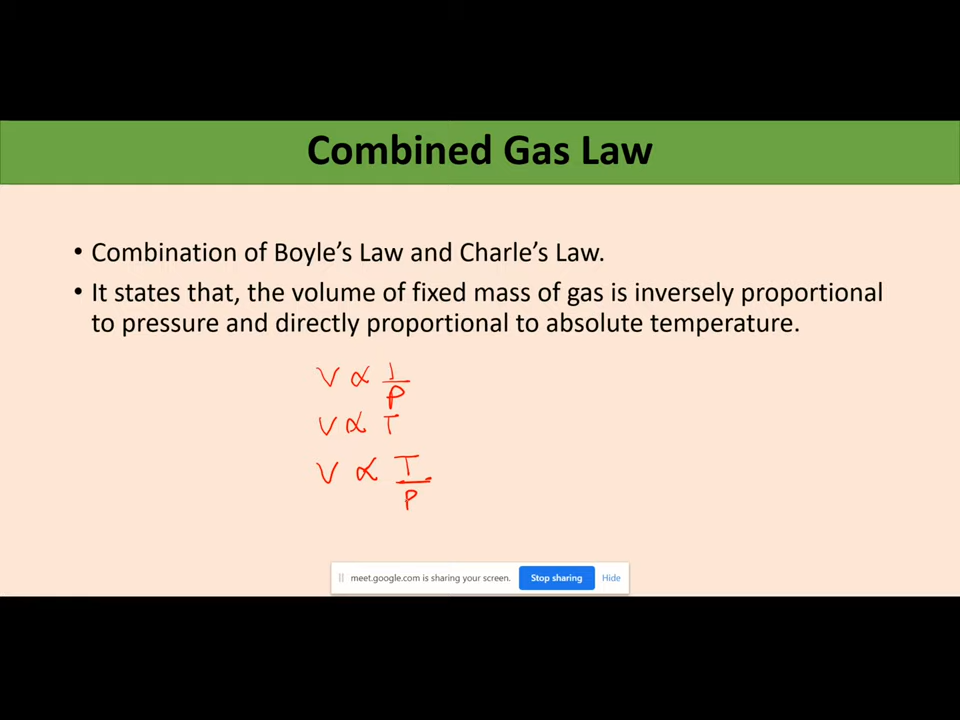 Combined Gas Law
• Combination of Boyle’s Law and Charle’s Law.
• It states that, the volume of fixed mass of gas is inversely proportional
to pressure and directly proportional to absolute temperature.
V ∝ 1/P
V ∝ T
V ∝ T/P
meet.google.com is sharing your screen. Stop sharing Hide